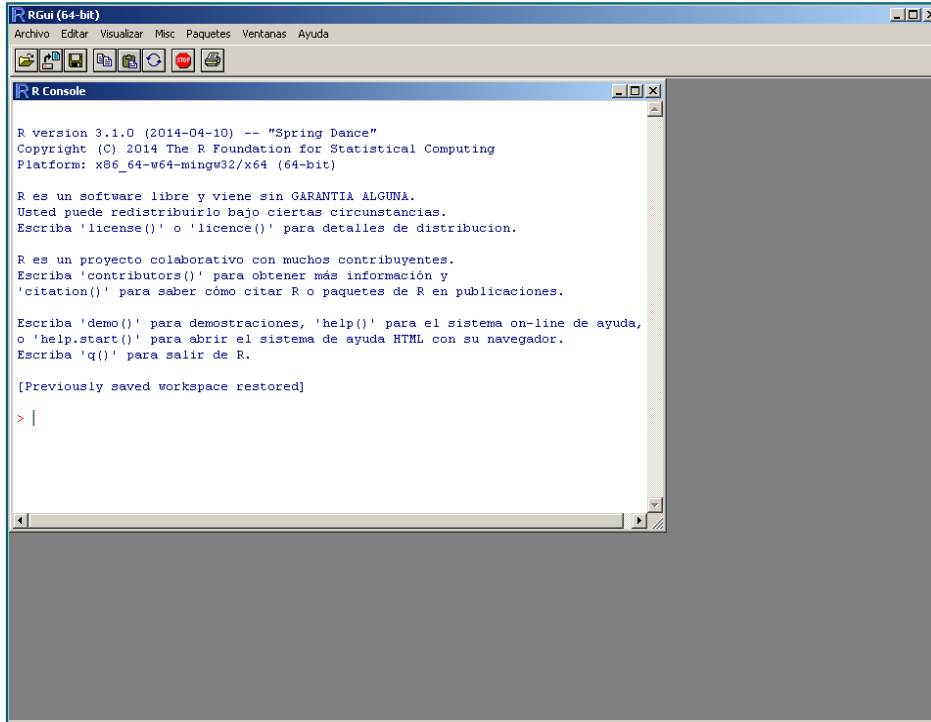 RGui (64-bit)
Archivo Editar Visualizar Misc Paquetes Ventanas Ayuda
STOP
R Console
R version 3.1.0 (2014-04-10) -- "Spring Dance"
Copyright (C) 2014 The R Foundation for Statistical Computing
Platform: x86_64-w64-mingw32/x64 (64-bit)
R es un software libre y viene sin GARANTIA ALGUNA.
Usted puede redistribuirlo bajo ciertas circunstancias.
Escriba 'license()' o 'licence()' para detalles de distribucion.
R es un proyecto colaborativo con muchos contribuyentes.
Escriba 'contributors()' para obtener más información y
'citation()' para saber cómo citar R o paquetes de R en publicaciones.
Escriba 'demo()' para demostraciones, 'help()' para el sistema on-line de ayuda,
o 'help.start()' para abrir el sistema de ayuda HTML con su navegador.
Escriba 'q()' para salir de R.
[Previously saved workspace restored]
>